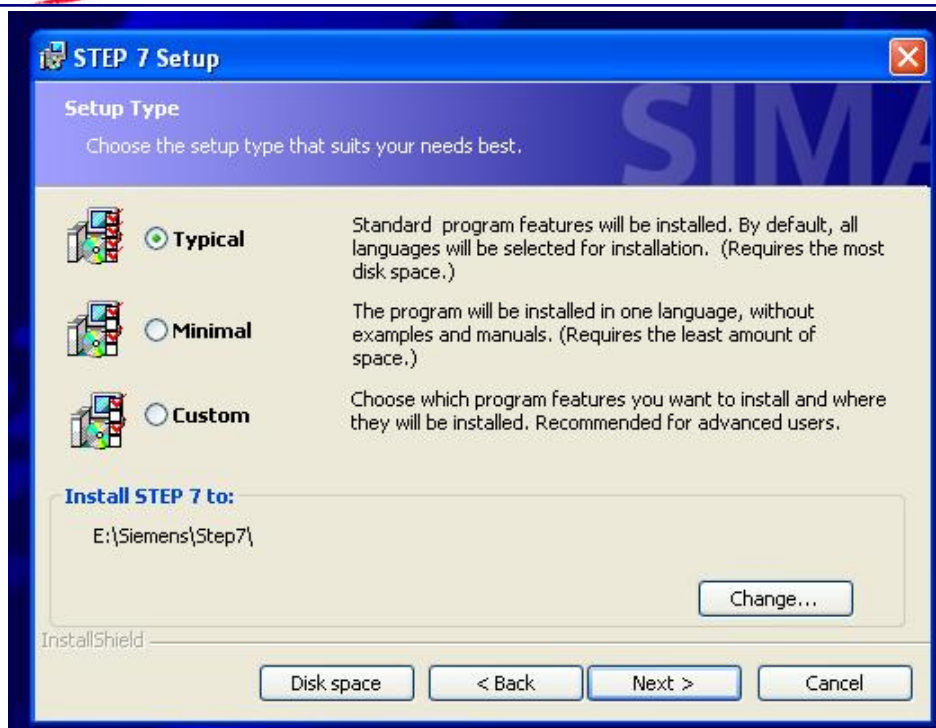 STEP 7 Setup
Setup Type
Choose the setup type that suits your needs best.
SIMA
Typical
Standard program features will be installed. By default, all
languages will be selected for installation. (Requires the most
disk space.)
Minimal
The program will be installed in one language, without
examples and manuals. (Requires the least amount of
space.)
Custom
Choose which program features you want to install and where
they will be installed. Recommended for advanced users.
Install STEP 7 to:
E:\Siemens\Step7\
Change...
InstallShield
Disk space
< Back
Next >
Cancel